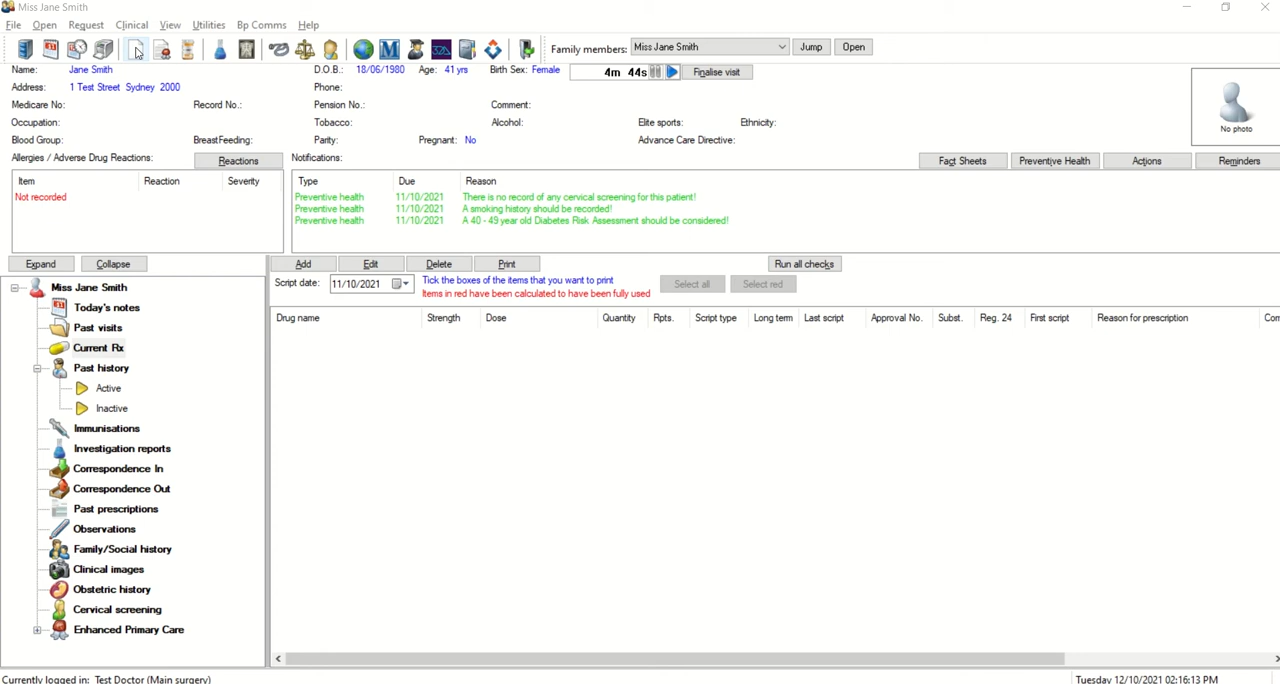 Miss Jane Smith
File Open Request Clinical View Utilities Bp Comms Help
Family members: Miss Jane Smith Jump Open
Name: Jane Smith D.O.B.: 18/06/1980 Age: 41 yrs Birth Sex: Female 4m 44s Finalise visit
Address: 1 Test Street Sydney 2000 Phone:
Medicare No: Record No.: Pension No.: Comment:
Occupation: Tobacco: Alcohol: Elite sports: Ethnicity:
Blood Group: BreastFeeding: Parity: Pregnant: No Advance Care Directive:
No photo
Allergies / Adverse Drug Reactions: Reactions Notifications: Fact Sheets Preventive Health Actions Reminders
Item Reaction Severity Type Due Reason
Not recorded Preventive health 11/10/2021 There is no record of any cervical screening for this patient!
Preventive health 11/10/2021 A smoking history should be recorded!
Preventive health 11/10/2021 A 40 - 49 year old Diabetes Risk Assessment should be considered!
Expand Collapse Add Edit Delete Print Run all checks
Script date: 11/10/2021 Tick the boxes of the items that you want to print Select all Select red
Items in red have been calculated to have been fully used
Drug name Strength Dose Quantity Rpts. Script type Long term Last script Approval No. Subst. Reg. 24 First script Reason for prescription Com
Miss Jane Smith
Today's notes
Past visits
Current Rx
Past history
Active
Inactive
Immunisations
Investigation reports
Correspondence In
Correspondence Out
Past prescriptions
Observations
Family/Social history
Clinical images
Obstetric history
Cervical screening
Enhanced Primary Care
Currently logged in: Test Doctor (Main surgery) Tuesday 12/10/2021 02:16:13 PM